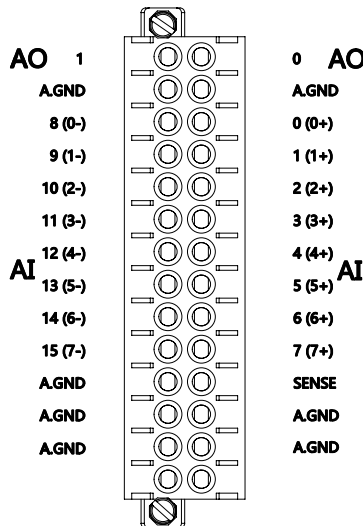 AO 1 0 AO
A.GND A.GND
8 (0-) 0 (0+)
9 (1-) 1 (1+)
10 (2-) 2 (2+)
11 (3-) 3 (3+)
12 (4-) 4 (4+)
AI AI
13 (5-) 5 (5+)
14 (6-) 6 (6+)
15 (7-) 7 (7+)
A.GND SENSE
A.GND A.GND
A.GND A.GND